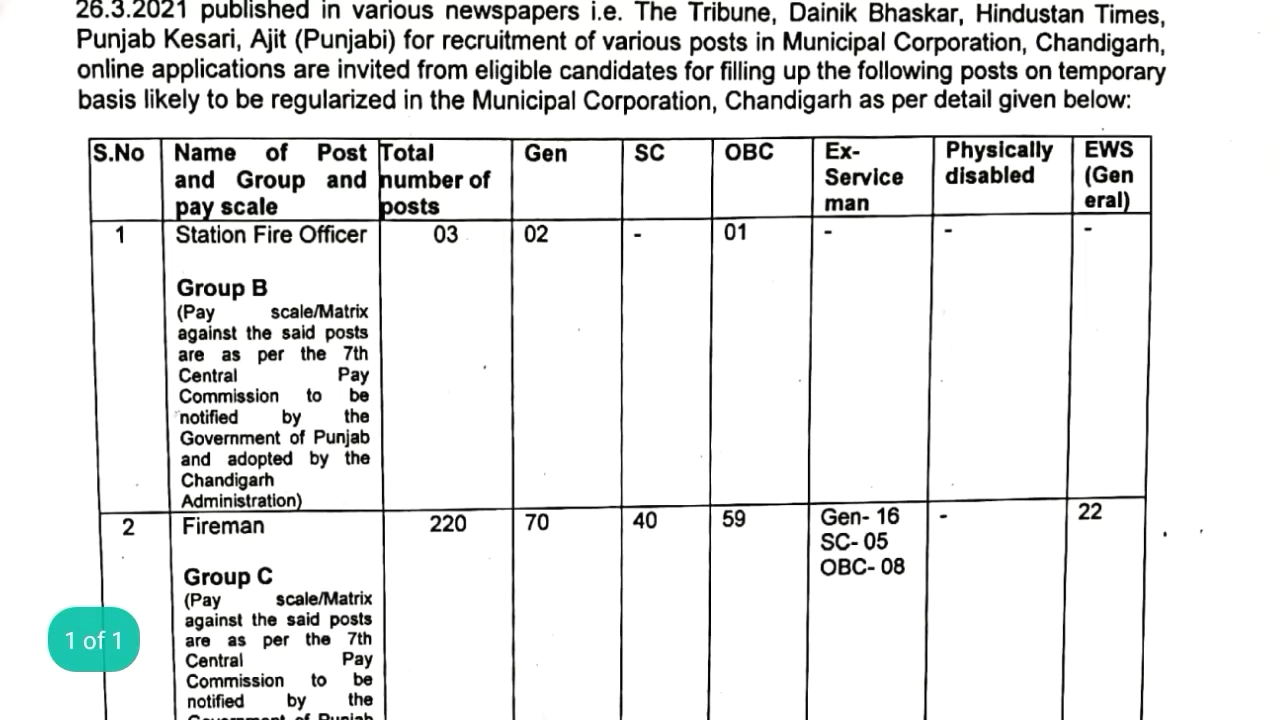 26.3.2021 published in various newspapers i.e. The Tribune, Dainik Bhaskar, Hindustan Times,
Punjab Kesari, Ajit (Punjabi) for recruitment of various posts in Municipal Corporation, Chandigarh,
online applications are invited from eligible candidates for filling up the following posts on temporary
basis likely to be regularized in the Municipal Corporation, Chandigarh as per detail given below:
S.No Name of Post Total Gen SC OBC Ex- Physically EWS
and Group and number of Service disabled (Gen
pay scale posts man eral)
1 Station Fire Officer 03 02 - 01 - - -
Group B
(Pay scale/Matrix
against the said posts
are as per the 7th
Central Pay
Commission to be
notified by the
Government of Punjab
and adopted by the
Chandigarh
Administration)
2 Fireman 220 70 40 59 Gen- 16 - 22
SC- 05
OBC- 08
Group C
(Pay scale/Matrix
against the said posts
are as per the 7th
Central Pay
Commission to be
notified by the
Government of Punjab
1 of 1